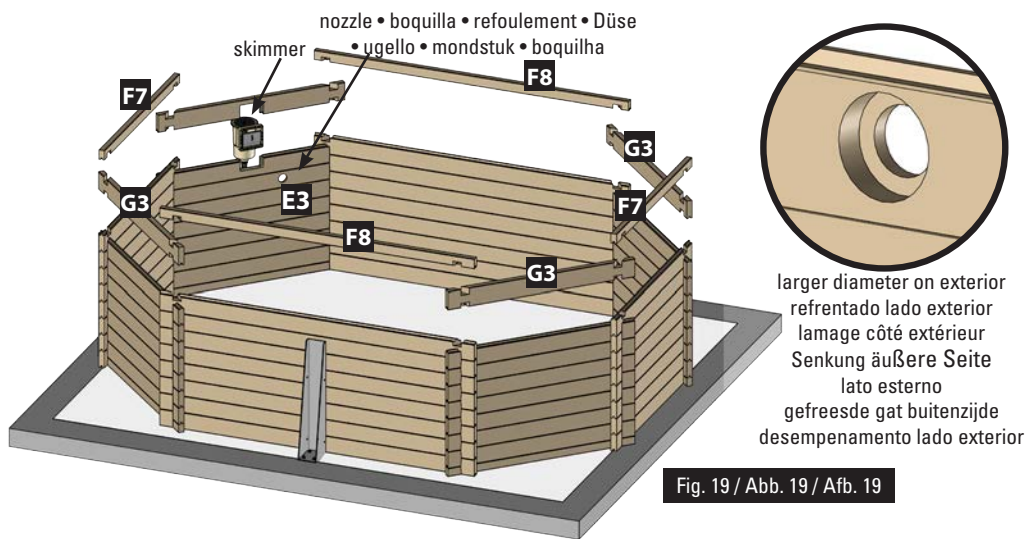 nozzle • boquilla • refoulement • Düse
• ugello • mondstuk • boquilha
skimmer
F8
F7
G3
G3
F7
E3
F8
G3
larger diameter on exterior
refrentado lado exterior
lamage côté extérieur
Senkung äußere Seite
lato esterno
gefreesde gat buitenzijde
desempenamento lado exterior
Fig. 19 / Abb. 19 / Afb. 19